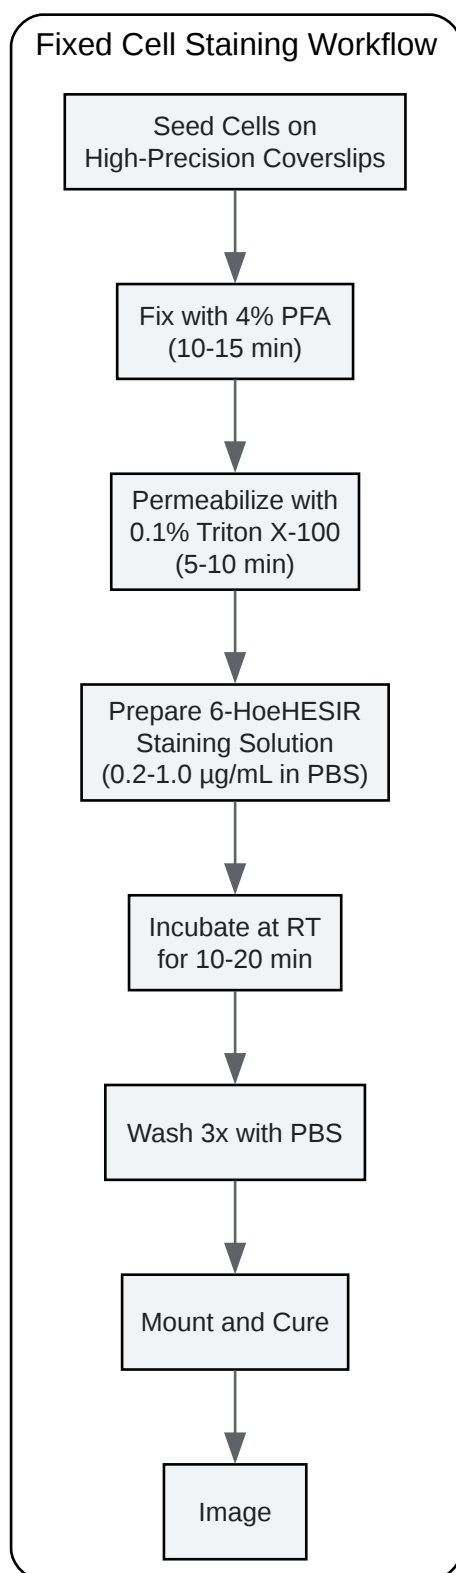 Fixed Cell Staining Workflow
Seed Cells on
High-Precision Coverslips
Fix with 4% PFA
(10-15 min)
Permeabilize with
0.1% Triton X-100
(5-10 min)
Prepare 6-HoeHESIR
Staining Solution
(0.2-1.0 µg/mL in PBS)
Incubate at RT
for 10-20 min
Wash 3x with PBS
Mount and Cure
Image